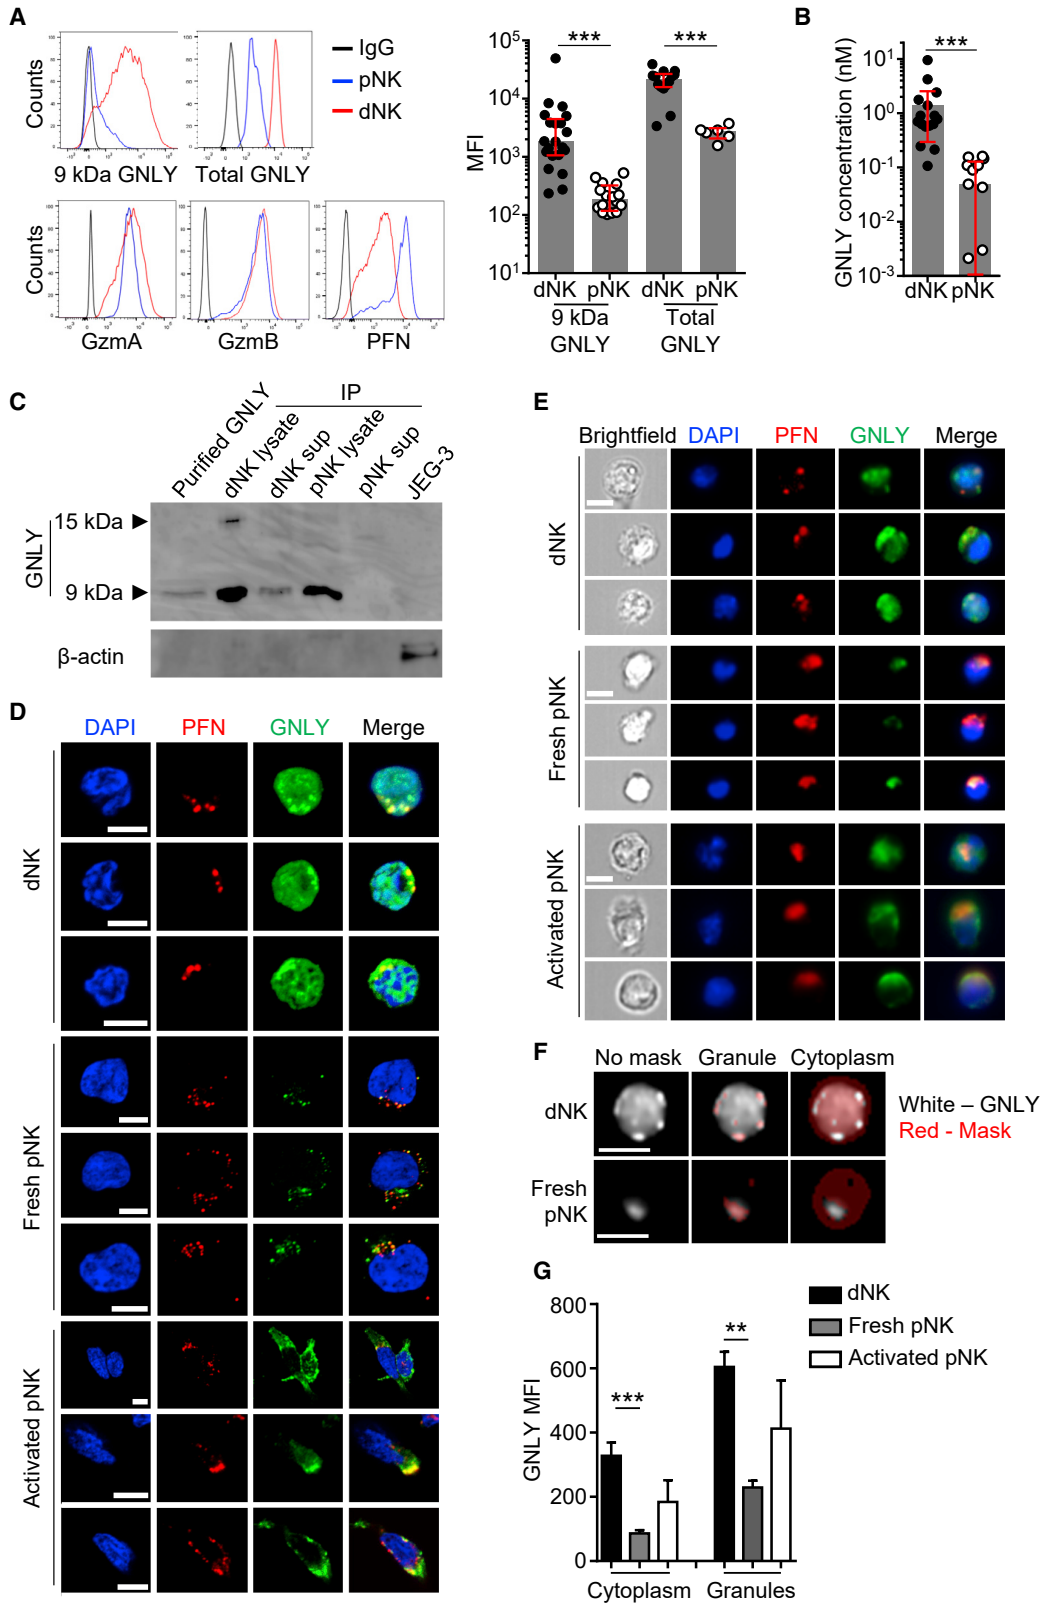 A
Counts
9 kDa GNLY
Total GNLY
IgG
pNK
dNK
Counts
GzmA
GzmB
PFN
MFI
10^5
10^4
10^3
10^2
10^1
***
***
dNK pNK dNK pNK
9 kDa GNLY
Total GNLY
B
GNLY concentration (nM)
10^1
10^0
10^-1
10^-2
10^-3
***
dNK pNK
C
IP
Purified GNLY
dNK lysate
dNK sup
pNK lysate
pNK sup
JEG-3
GNLY
15 kDa
9 kDa
β-actin
D
DAPI PFN GNLY Merge
dNK
Fresh pNK
Activated pNK
E
Brightfield DAPI PFN GNLY Merge
dNK
Fresh pNK
Activated pNK
F
No mask Granule Cytoplasm
dNK
Fresh pNK
White – GNLY
Red - Mask
G
GNLY MFI
800
600
400
200
0
***
**
Cytoplasm Granules
dNK
Fresh pNK
Activated pNK